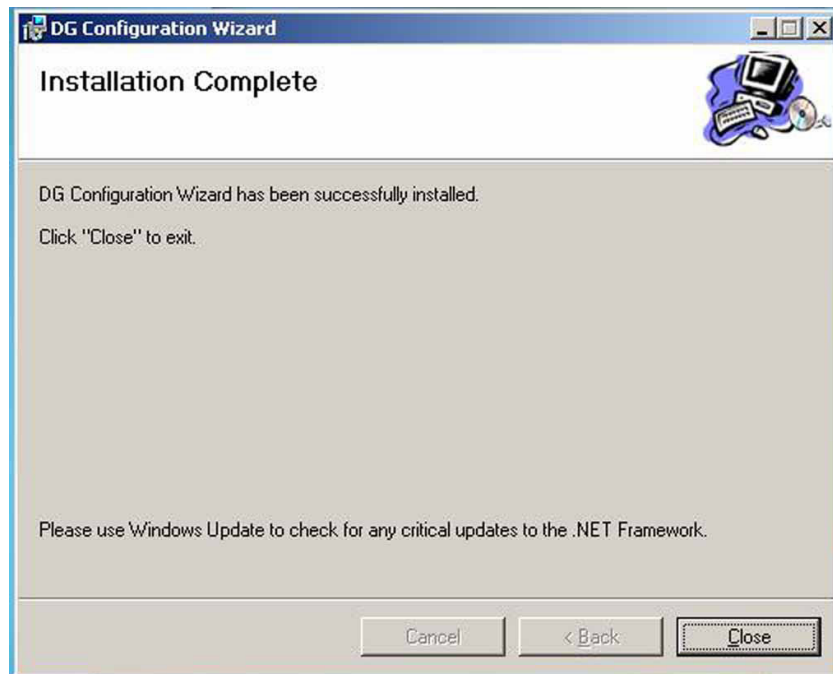 DG Configuration Wizard
Installation Complete
DG Configuration Wizard has been successfully installed.
Click "Close" to exit.
Please use Windows Update to check for any critical updates to the .NET Framework.
Cancel < Back Close